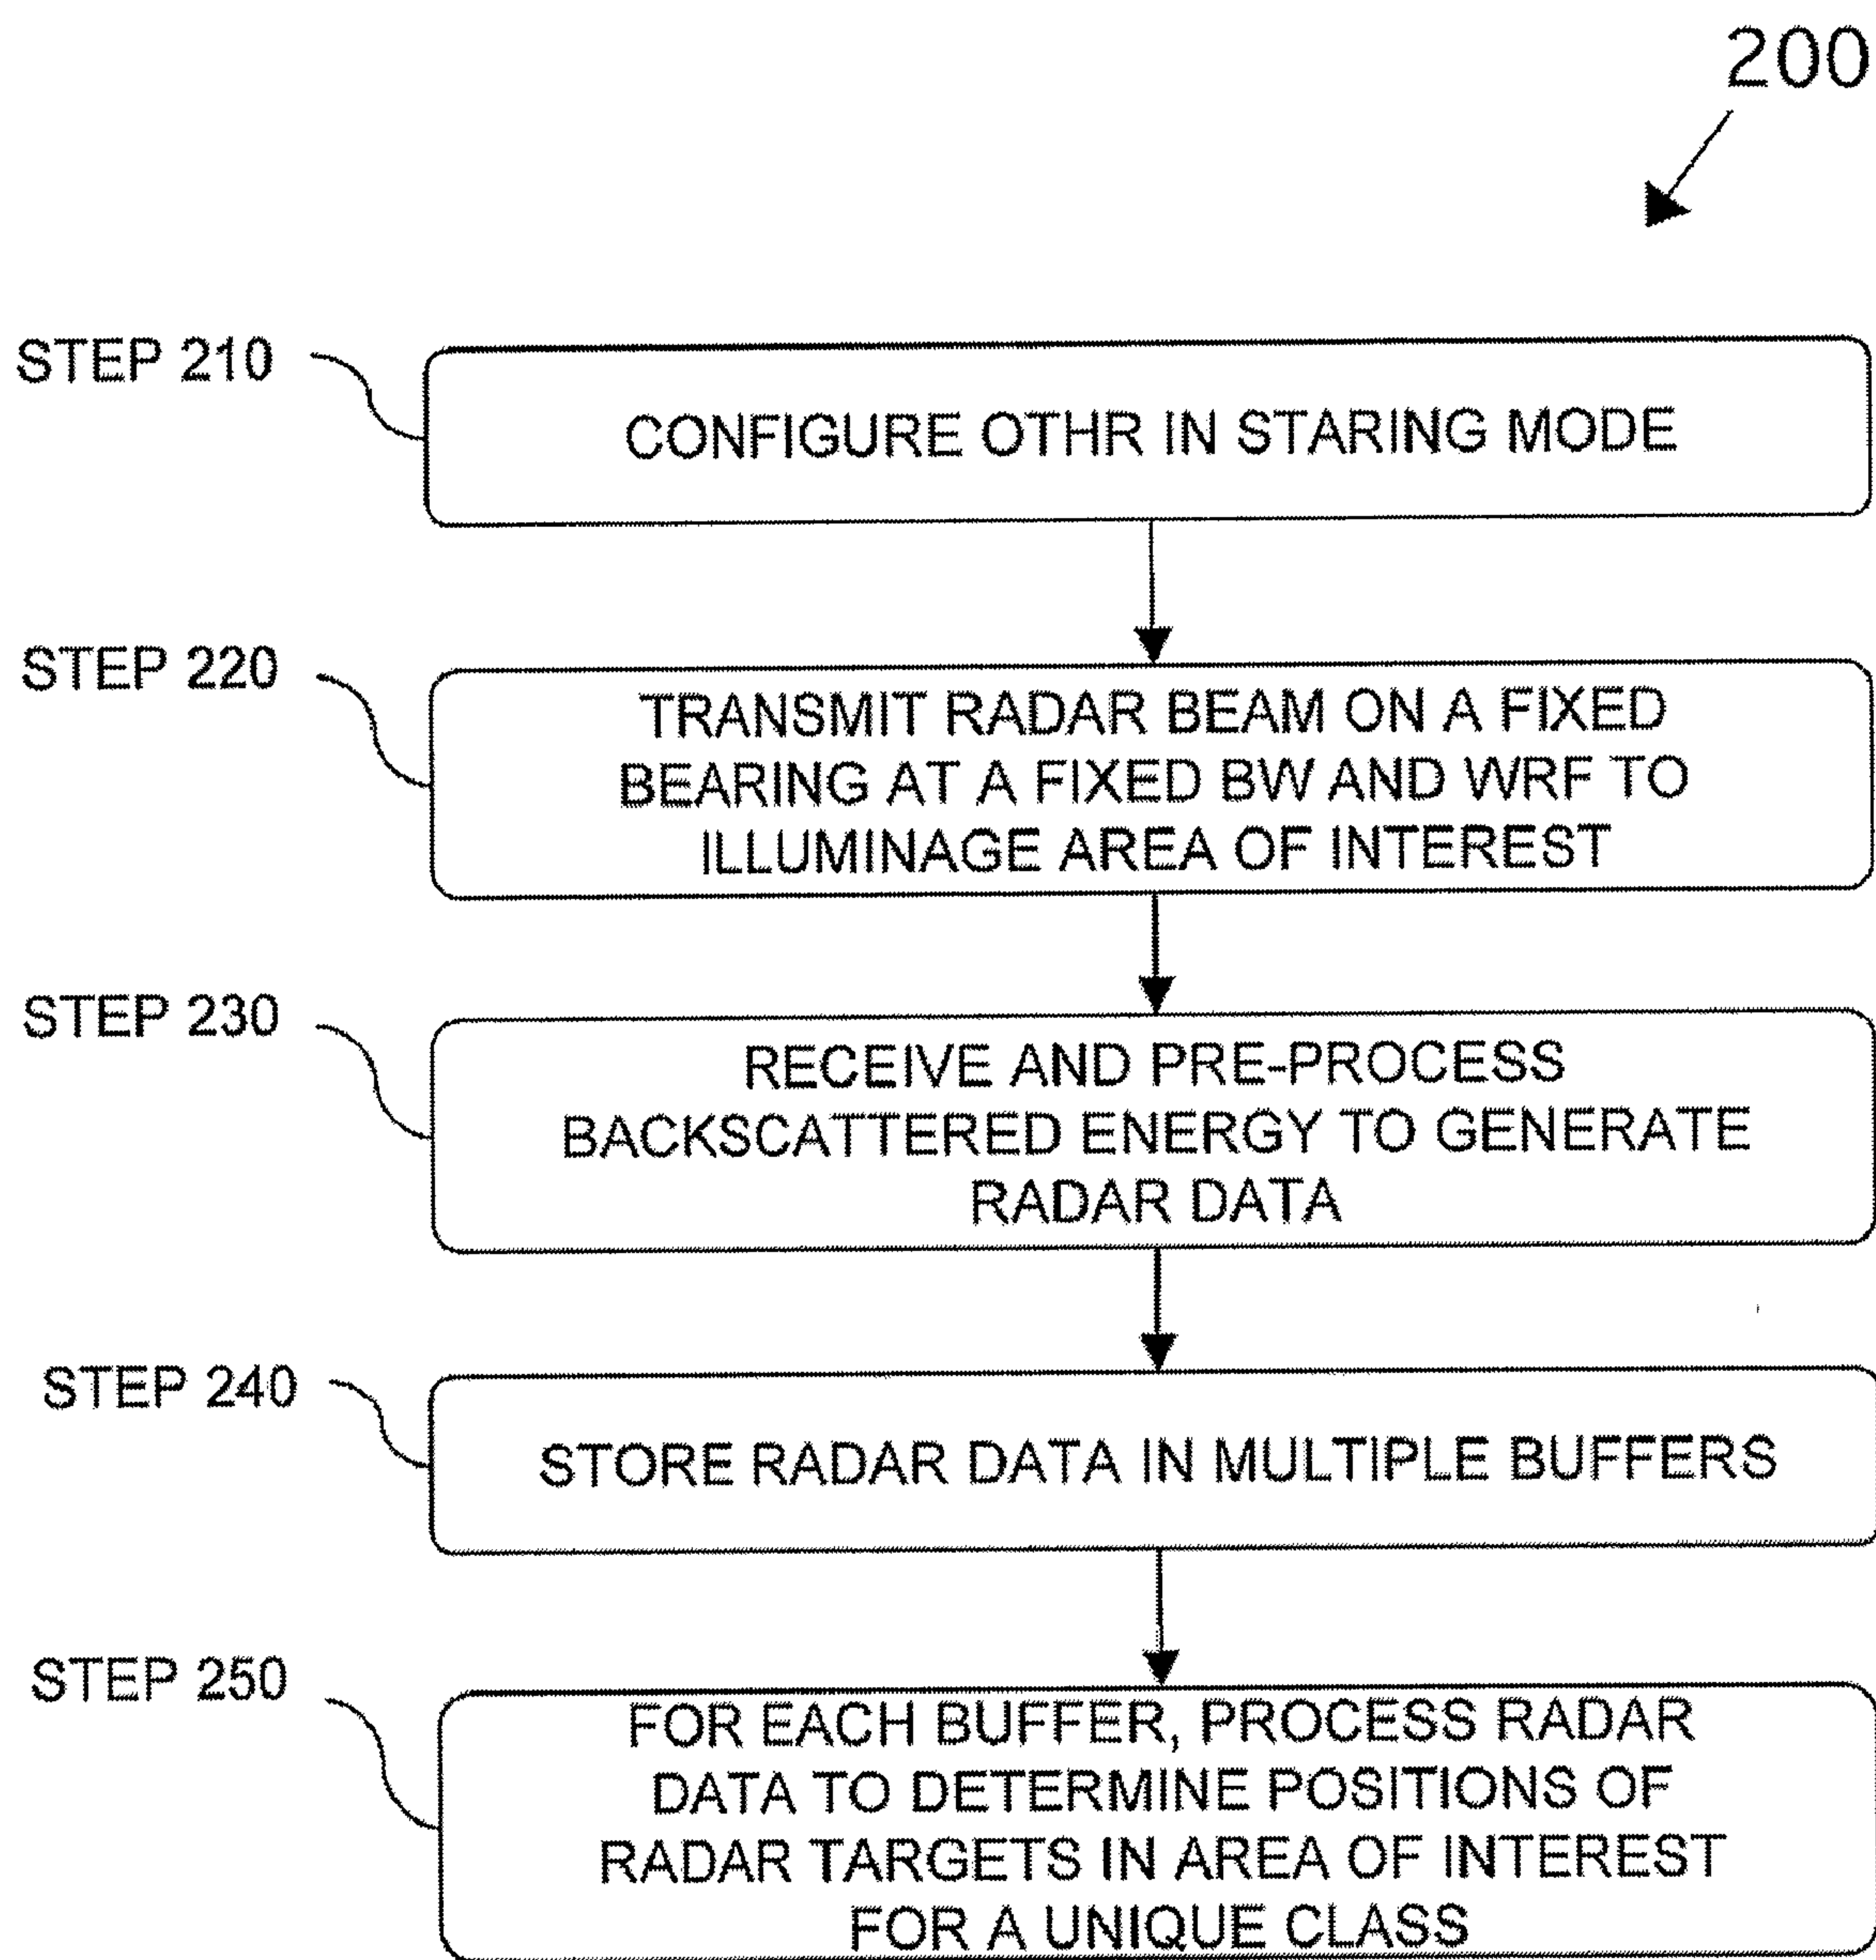 200
STEP 210
CONFIGURE OTHR IN STARING MODE
STEP 220
TRANSMIT RADAR BEAM ON A FIXED
BEARING AT A FIXED BW AND WRF TO
ILLUMINAGE AREA OF INTEREST
STEP 230
RECEIVE AND PRE-PROCESS
BACKSCATTERED ENERGY TO GENERATE
RADAR DATA
STEP 240
STORE RADAR DATA IN MULTIPLE BUFFERS
STEP 250
FOR EACH BUFFER, PROCESS RADAR
DATA TO DETERMINE POSITIONS OF
RADAR TARGETS IN AREA OF INTEREST
FOR A UNIQUE CLASS